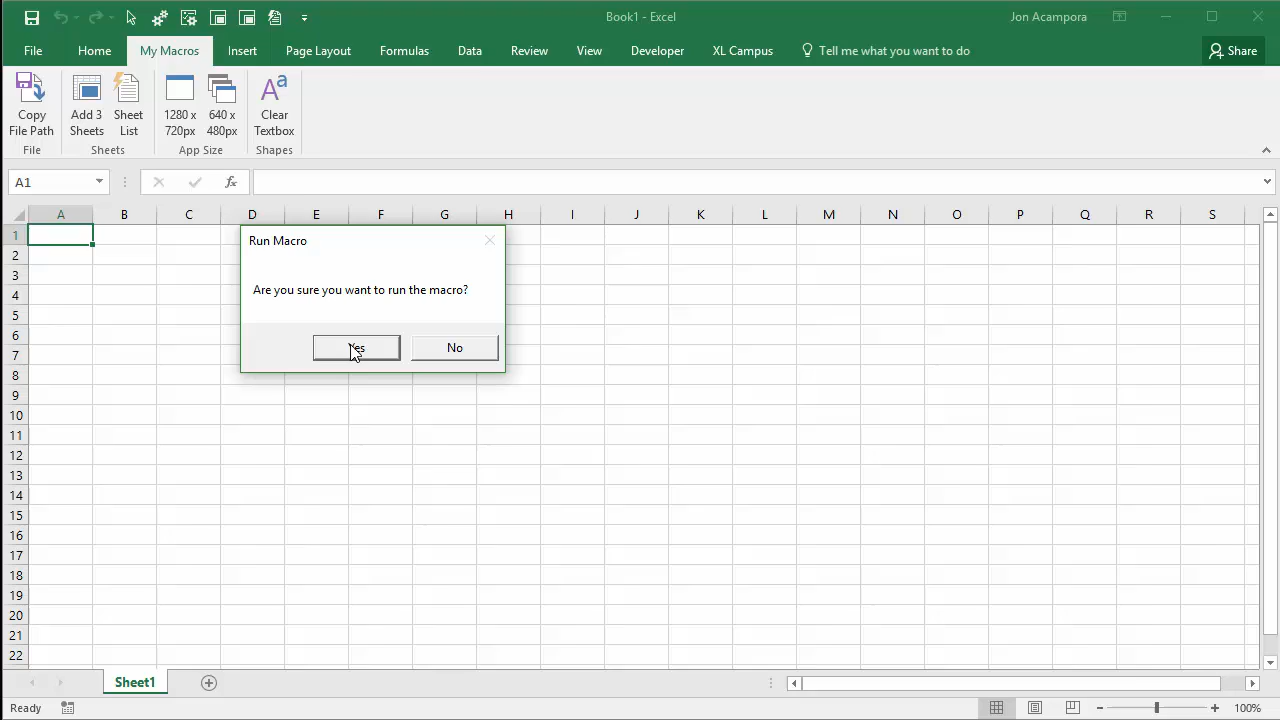 Book1 - Excel
Jon Acampora
File
Home
My Macros
Insert
Page Layout
Formulas
Data
Review
View
Developer
XL Campus
Tell me what you want to do
Share
Copy
File Path
Add 3
Sheets
Sheet
List
1280 x
720px
640 x
480px
Clear
Textbox
File
Sheets
App Size
Shapes
A1
fx
A B C D E F G H I J K L M N O P Q R S
1
2
3
4
5
6
7
8
9
10
11
12
13
14
15
16
17
18
19
20
21
22
Run Macro
Are you sure you want to run the macro?
Yes
No
Sheet1
Ready
100%